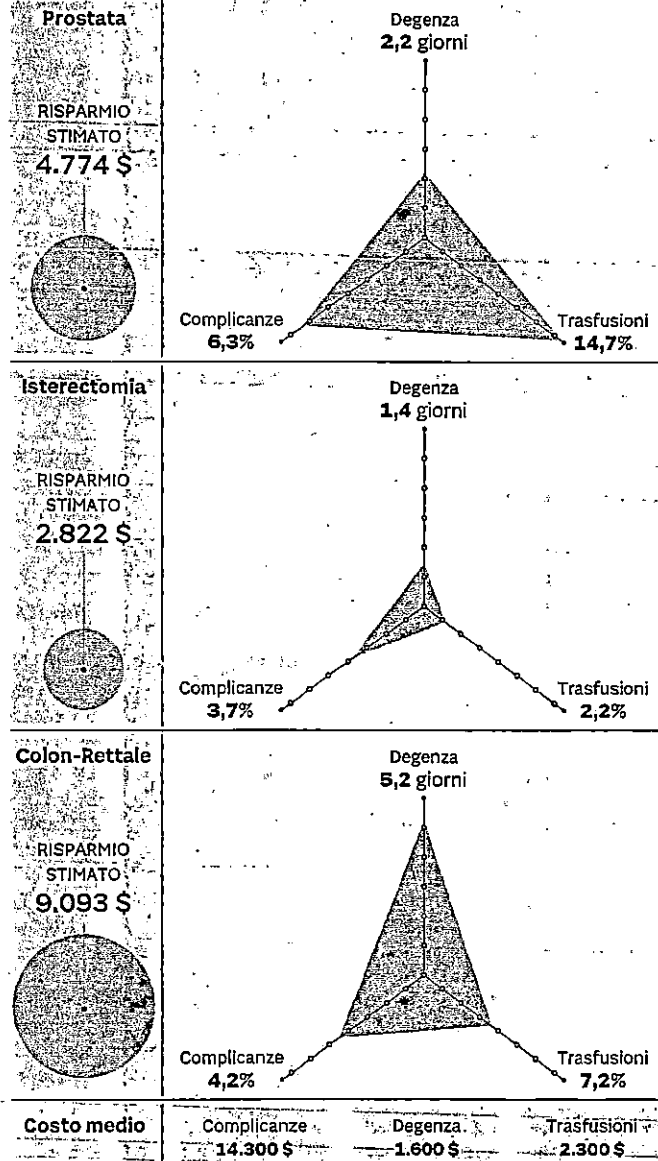 Prostata
RISPARMIO
STIMATO
4.774 $
Degenza
2,2 giorni
Complicanze
6,3%
Trasfusioni
14,7%
Isterectomia
RISPARMIO
STIMATO
2.822 $
Degenza
1,4 giorni
Complicanze
3,7%
Trasfusioni
2,2%
Colon-Rettale
RISPARMIO
STIMATO
9.093 $
Degenza
5,2 giorni
Complicanze
4,2%
Trasfusioni
7,2%
Costo medio
Complicanze
14.300 $
Degenza
1.600 $
Trasfusioni
2.300 $